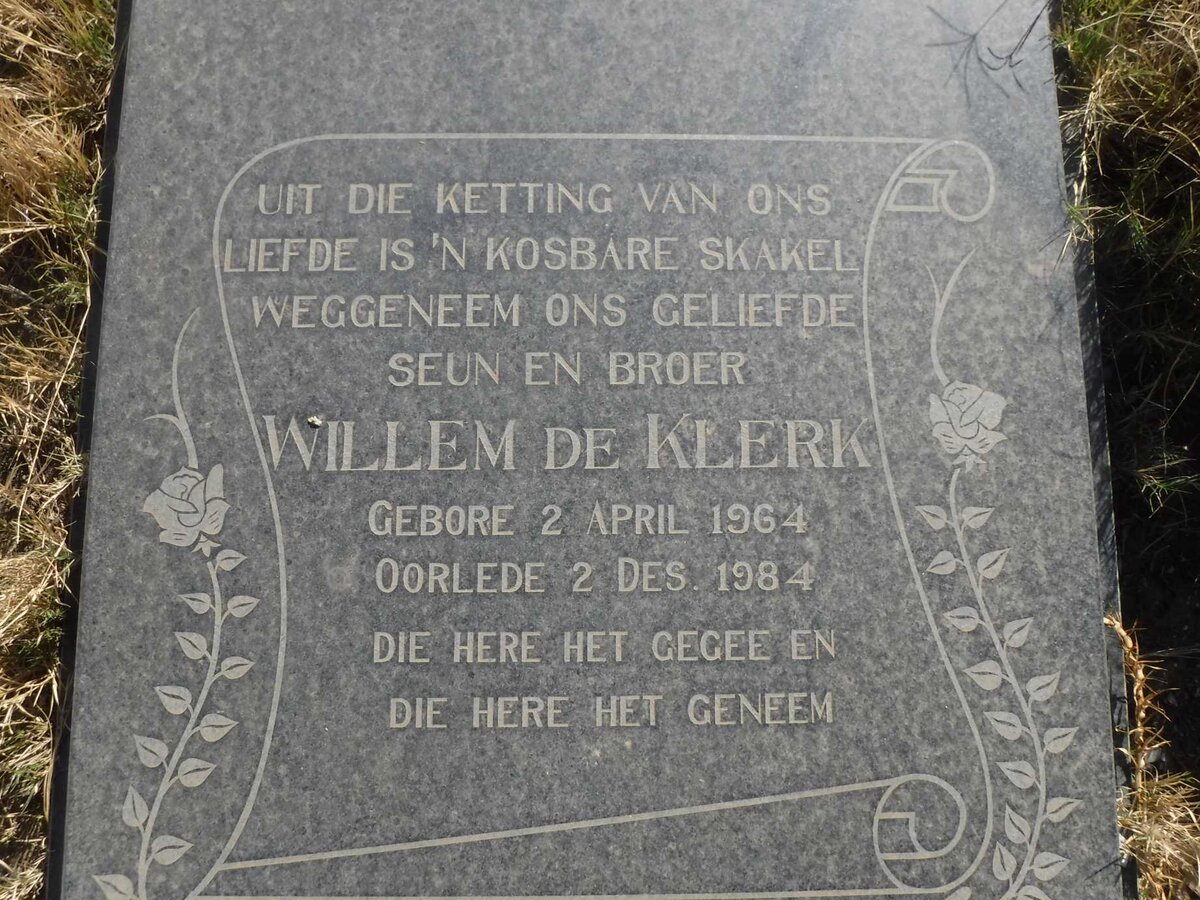 UIT DIE KETTING VAN ONS
LIEFDE IS 'N KOSBARE SKAKEL
WEGGENEEM ONS GELIEFDE
SEUN EN BROER
WILLEM DE KLERK
GEBORE 2 APRIL 1964
OORLEDE 2 DES. 1984
DIE HERE HET GEGEE EN
DIE HERE HET GENEEM